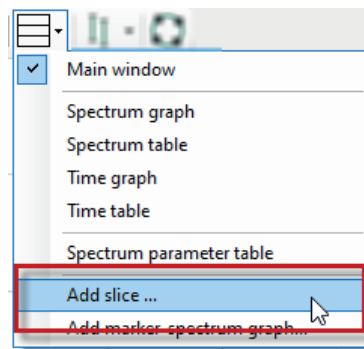 Main window
Spectrum graph
Spectrum table
Time graph
Time table
Spectrum parameter table
Add slice ...
Add marker-spectrum graph...